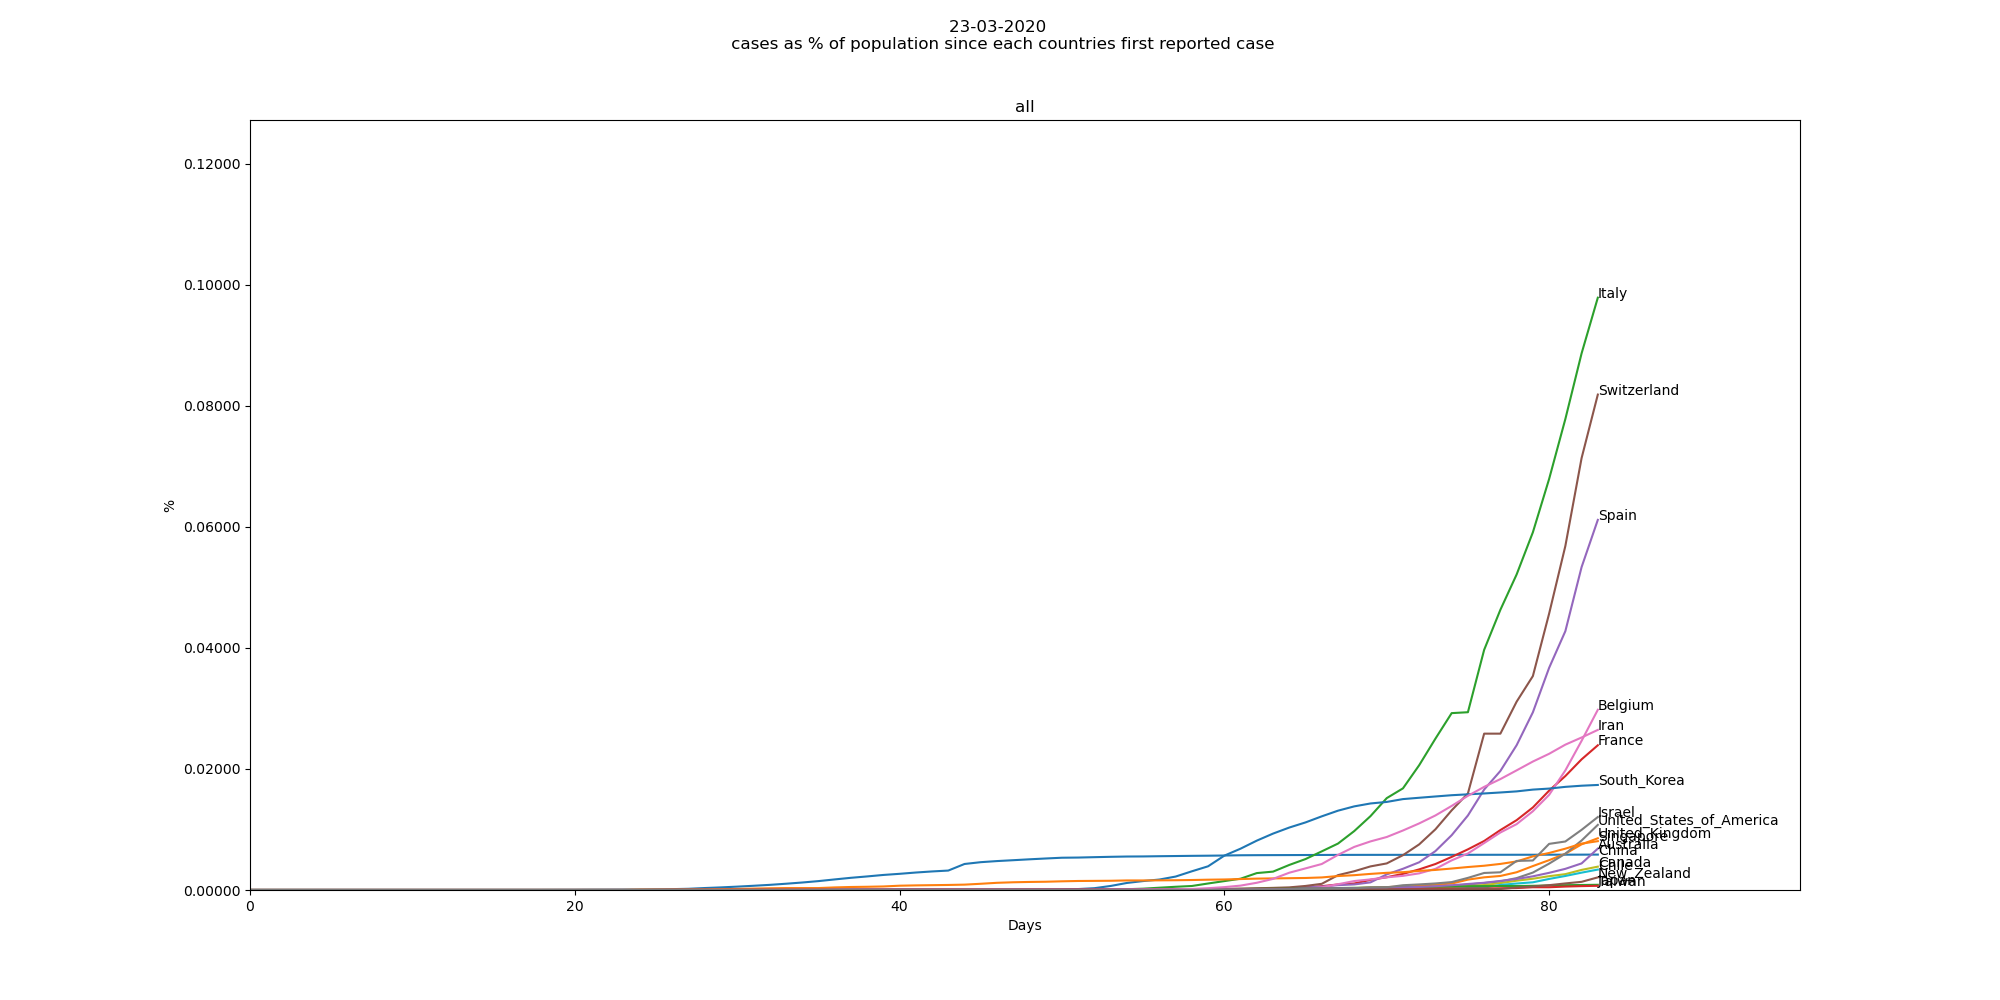 23-03-2020
cases as % of population since each countries first reported case
all
0.12000
0.10000
0.08000
0.06000
0.04000
0.02000
0.00000
%
0
20
40
60
80
Days
Italy
Switzerland
Spain
Belgium
Iran
France
South_Korea
Israel
United_States_of_America
United_Kingdom
Singapore
Australia
China
Canada
Chile
New_Zealand
Japan
Taiwan